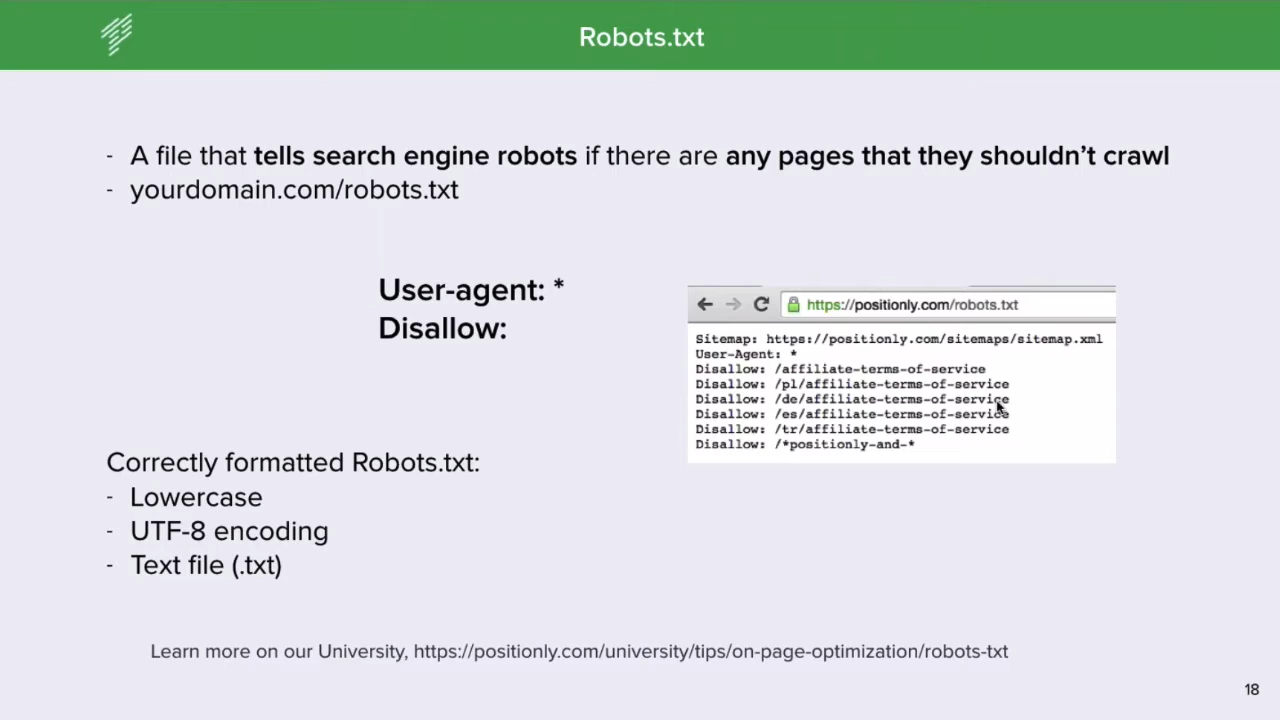 Robots.txt
- A file that tells search engine robots if there are any pages that they shouldn’t crawl
- yourdomain.com/robots.txt
User-agent: *
Disallow:
https://positionly.com/robots.txt
Sitemap: https://positionly.com/sitemaps/sitemap.xml
User-Agent: *
Disallow: /affiliate-terms-of-service
Disallow: /pl/affiliate-terms-of-service
Disallow: /de/affiliate-terms-of-service
Disallow: /es/affiliate-terms-of-service
Disallow: /tr/affiliate-terms-of-service
Disallow: /*positionly-and-*
Correctly formatted Robots.txt:
- Lowercase
- UTF-8 encoding
- Text file (.txt)
Learn more on our University, https://positionly.com/university/tips/on-page-optimization/robots-txt
18